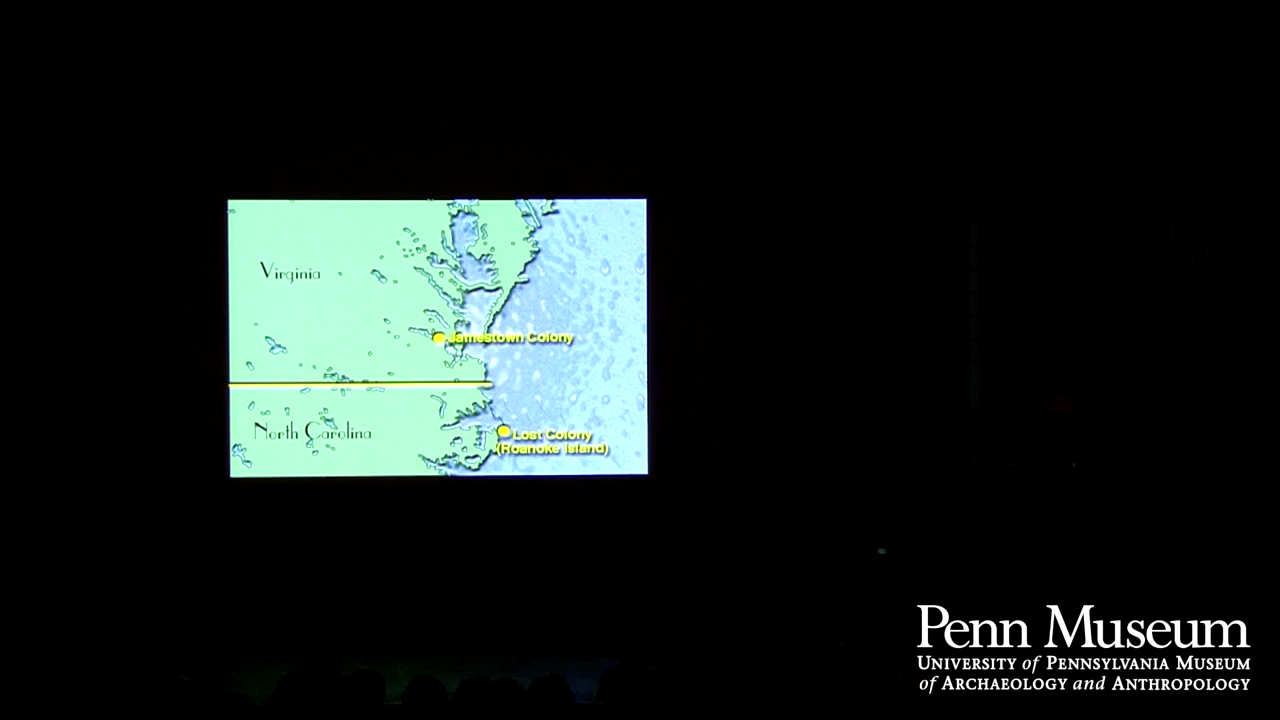 Virginia
Jamestown Colony
North Carolina
Lost Colony
(Roanoke Island)
Penn Museum
UNIVERSITY of PENNSYLVANIA MUSEUM
of ARCHAEOLOGY and ANTHROPOLOGY